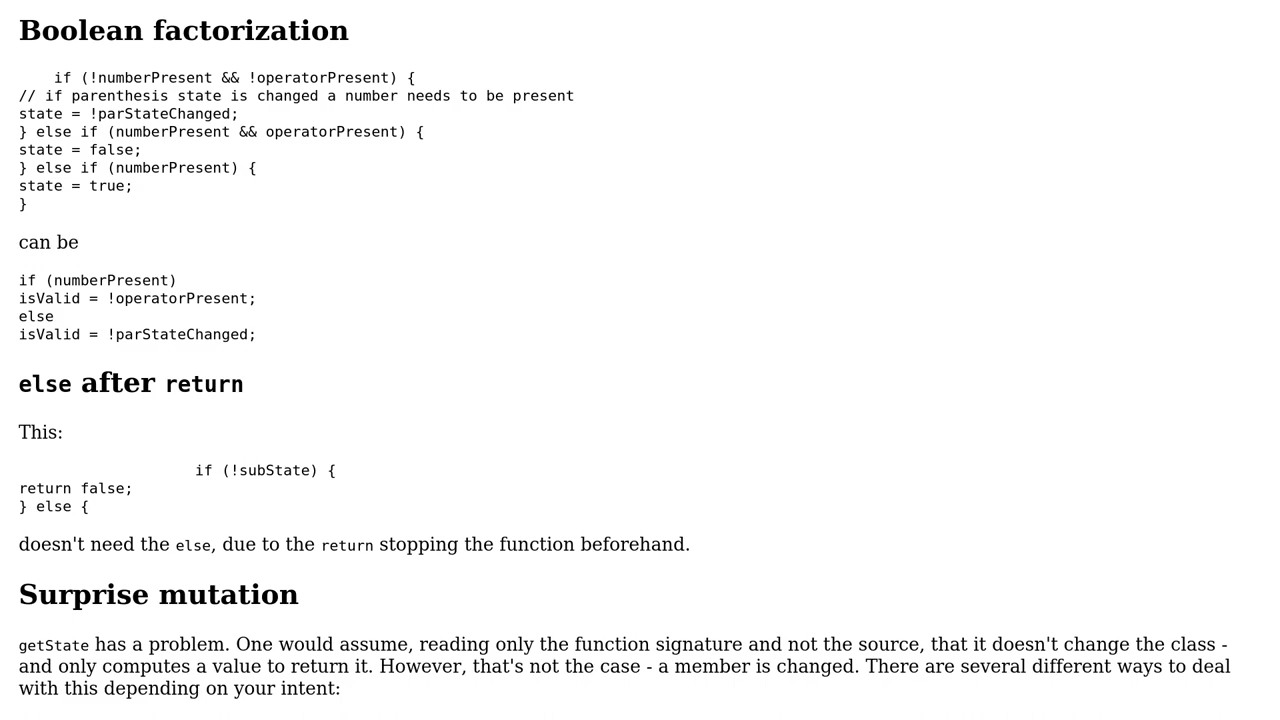 Boolean factorization
if (!numberPresent && !operatorPresent) {
// if parenthesis state is changed a number needs to be present
state = !parStateChanged;
} else if (numberPresent && operatorPresent) {
state = false;
} else if (numberPresent) {
state = true;
}
can be
if (numberPresent)
isValid = !operatorPresent;
else
isValid = !parStateChanged;
else after return
This:
if (!subState) {
return false;
} else {
doesn't need the else, due to the return stopping the function beforehand.
Surprise mutation
getState has a problem. One would assume, reading only the function signature and not the source, that it doesn't change the class -
and only computes a value to return it. However, that's not the case - a member is changed. There are several different ways to deal
with this depending on your intent: